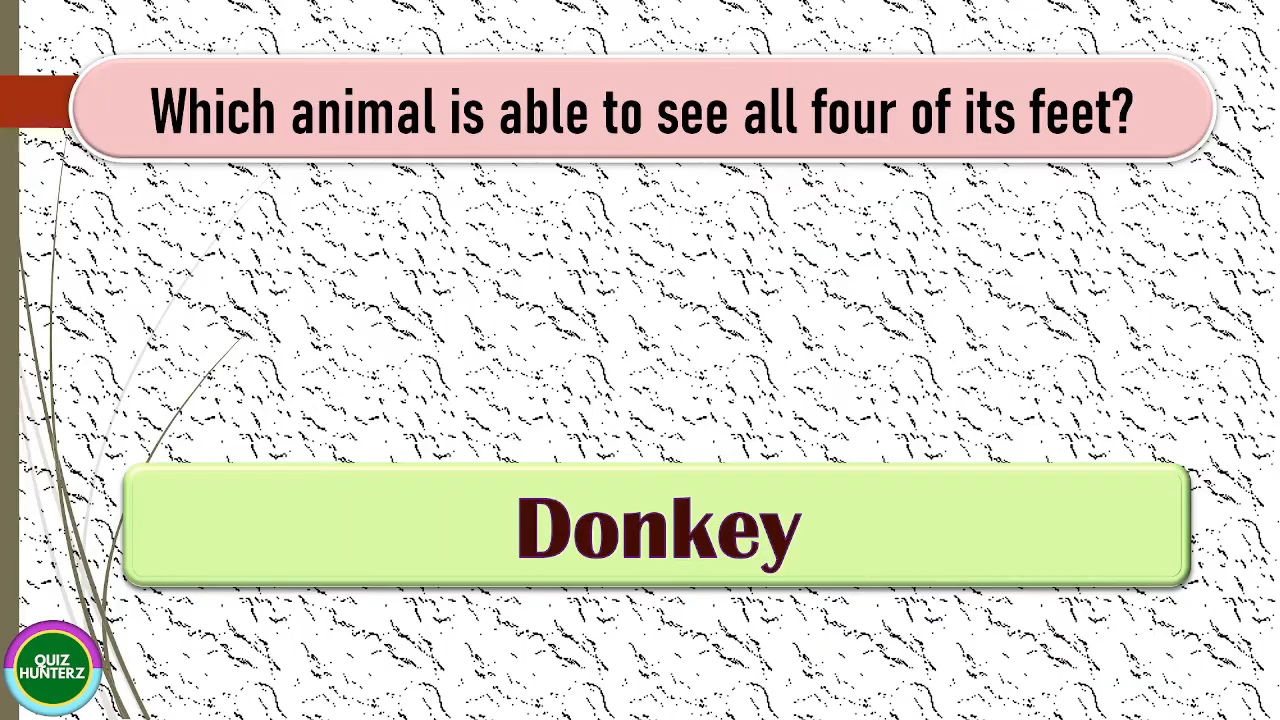 Which animal is able to see all four of its feet?
Donkey
QUIZ
HUNTERZ